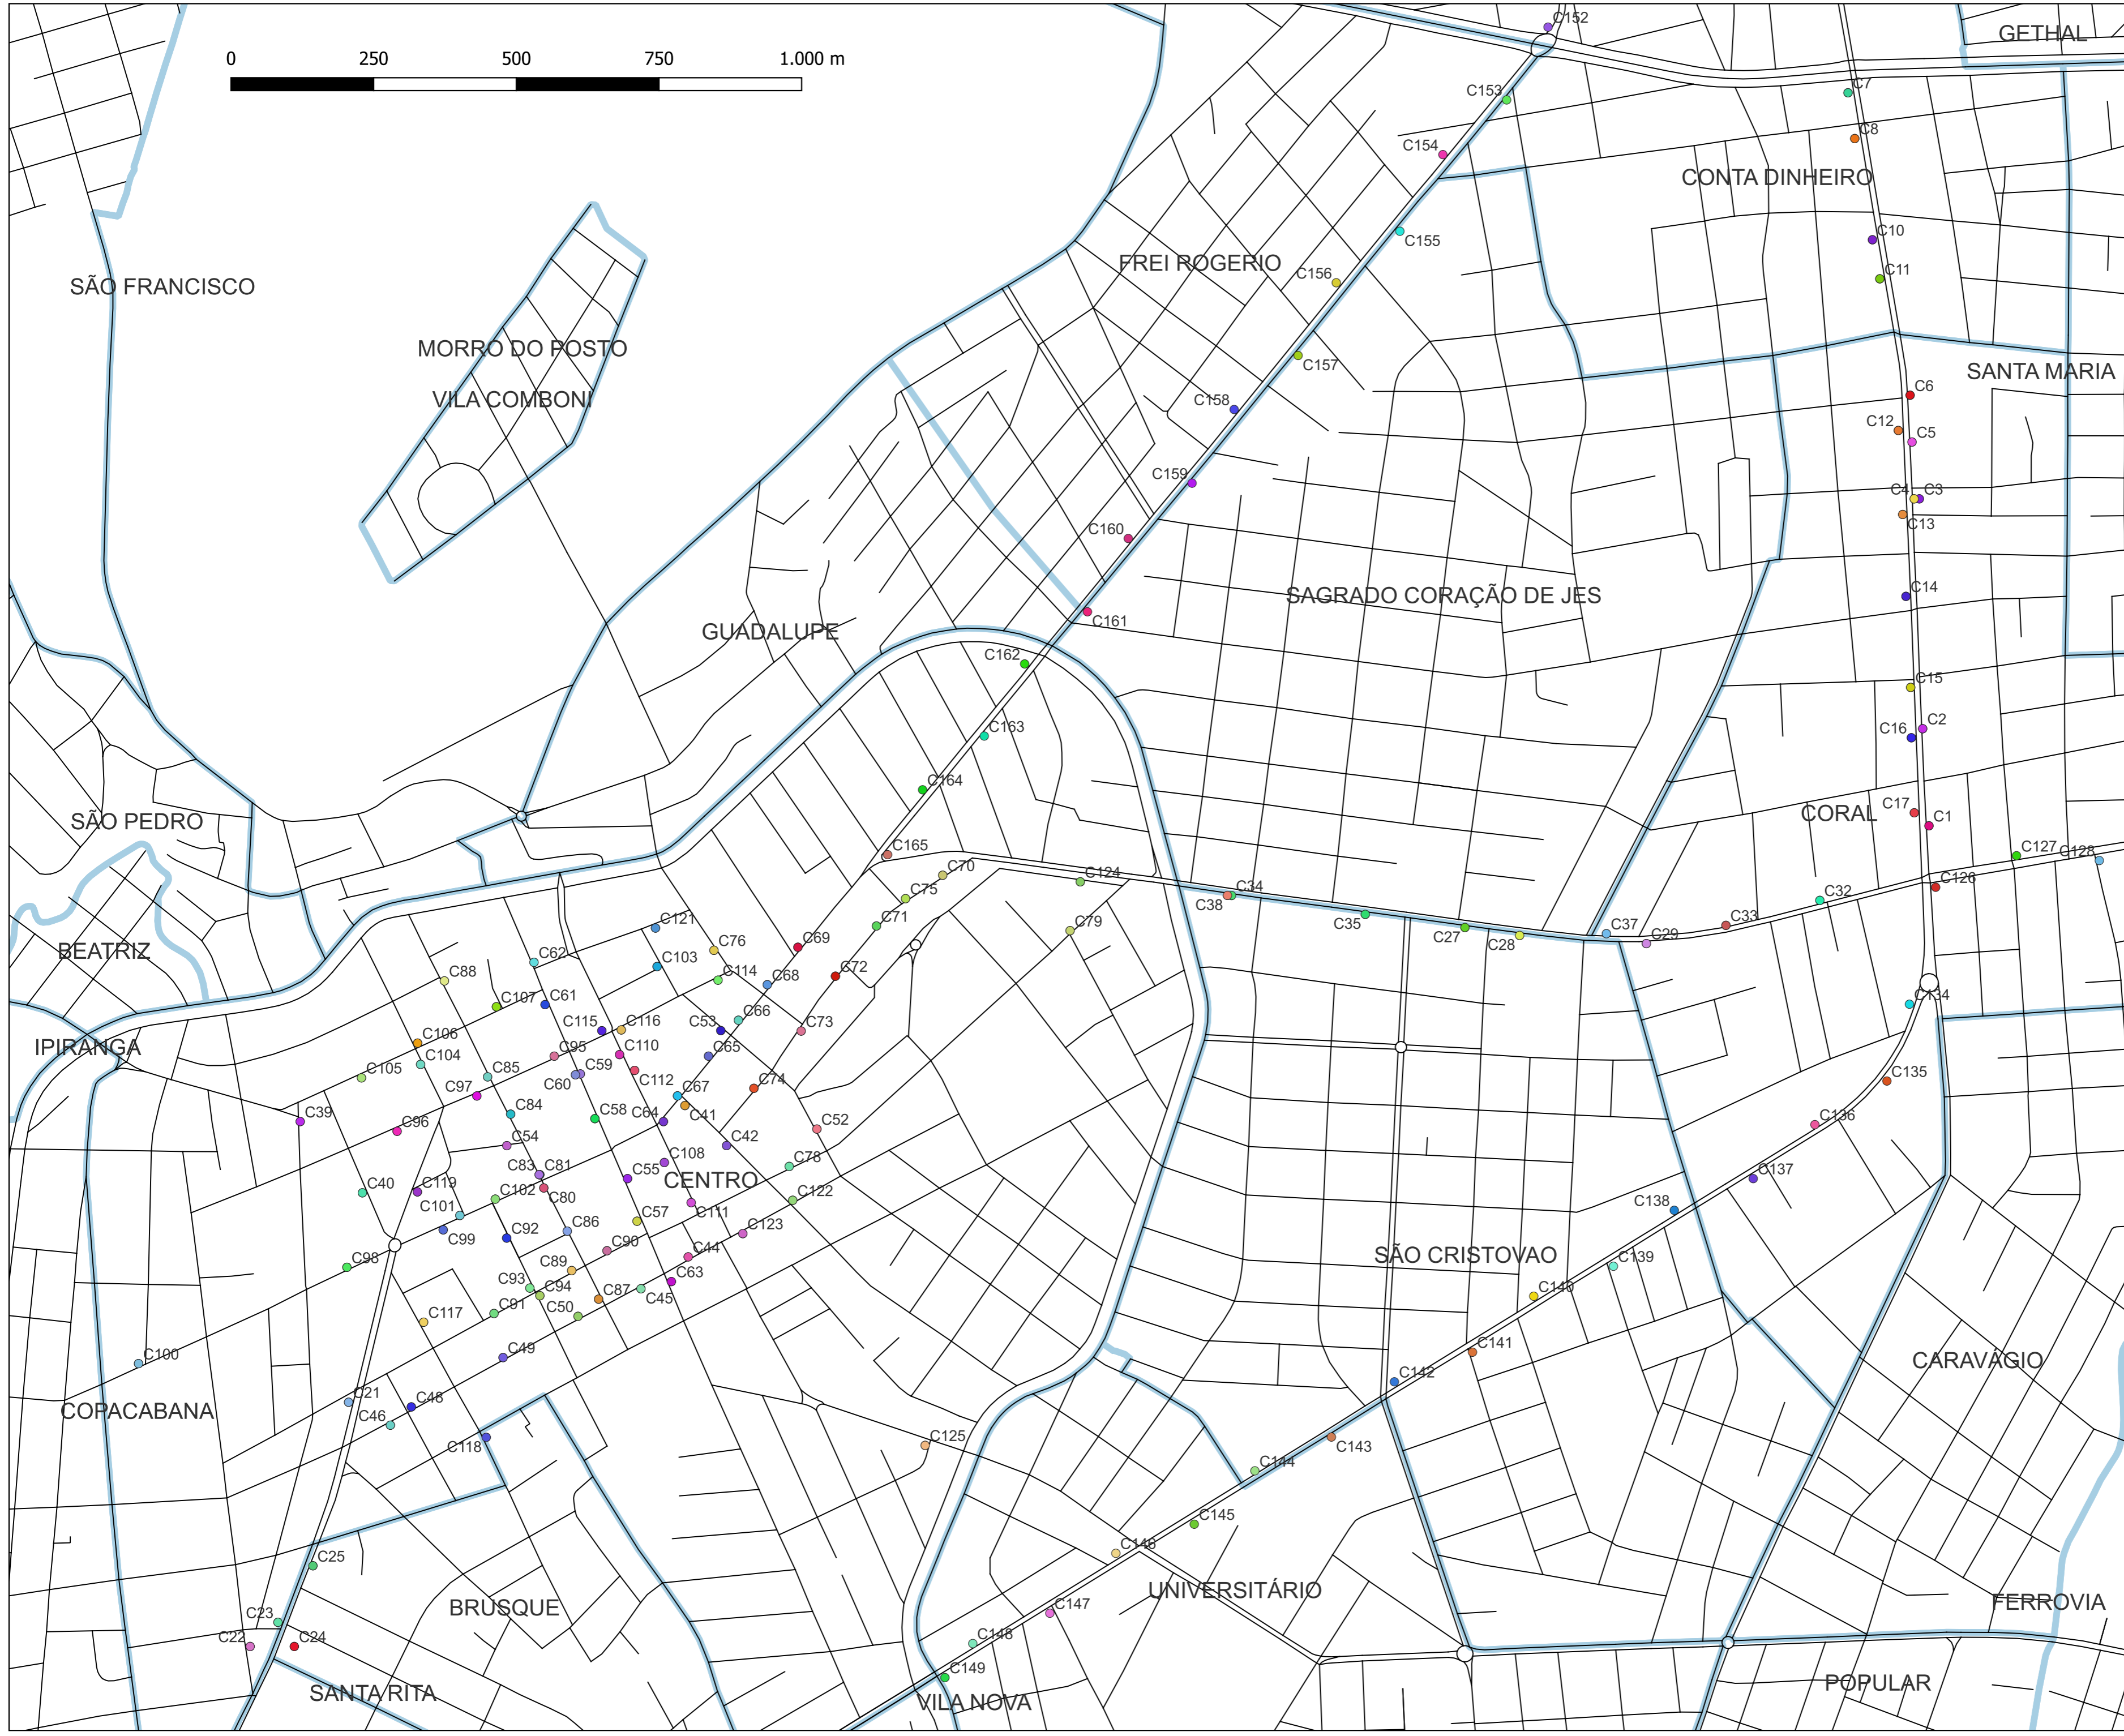 C152
GETHAL
0 250 500 750 1.000 m
C7
C153
C8
C154
CONTA DINHEIRO
C10
C155
FREI ROGERIO
C156
C11
SÃO FRANCISCO
MORRO DO POSTO
C157
SANTA MARIA
C6
VILA COMBONI
C158
C12
C5
C159
C4 C3
C13
C160
C14
SAGRADO CORAÇÃO DE JES
C161
GUADALUPE
C162
C15
C163
C16 C2
C164
C17
CORAL
C1
SÃO PEDRO
C165
C127
C128
C70
C124
C126
C75
C34
C38
C32
C121
C71
C79
C35
C33
C27
C28
C37
C29
C76
C69
BEATRIZ
C62
C103
C114
C68
C72
C88
C107
C61
C134
C115
C116
C53
C66
C73
C106
IPIRANGA
C104
C95
C110
C65
C105
C85
C60
C59
C112
C74
C135
C97
C67
C39
C84
C58
C64
C41
C136
C96
C54
C42
C52
C108
C78
C83
C81
C55
CENTRO
C137
C40
C119
C102
C80
C101
C122
C111
C138
C99
C92
C86
C57
C123
C90
C44
SÃO CRISTOVAO
C98
C89
C139
C93
C94
C87
C63
C45
C140
C91
C50
C117
C141
C100
C49
CARAVAGIO
C142
C21
C48
COPACABANA
C46
C118
C125
C143
C144
C145
C146
C25
UNIVERSITÁRIO
C147
BRUSQUE
FERROVIA
C23
C22
C24
C148
C149
POPULAR
SANTA RITA
VILA NOVA